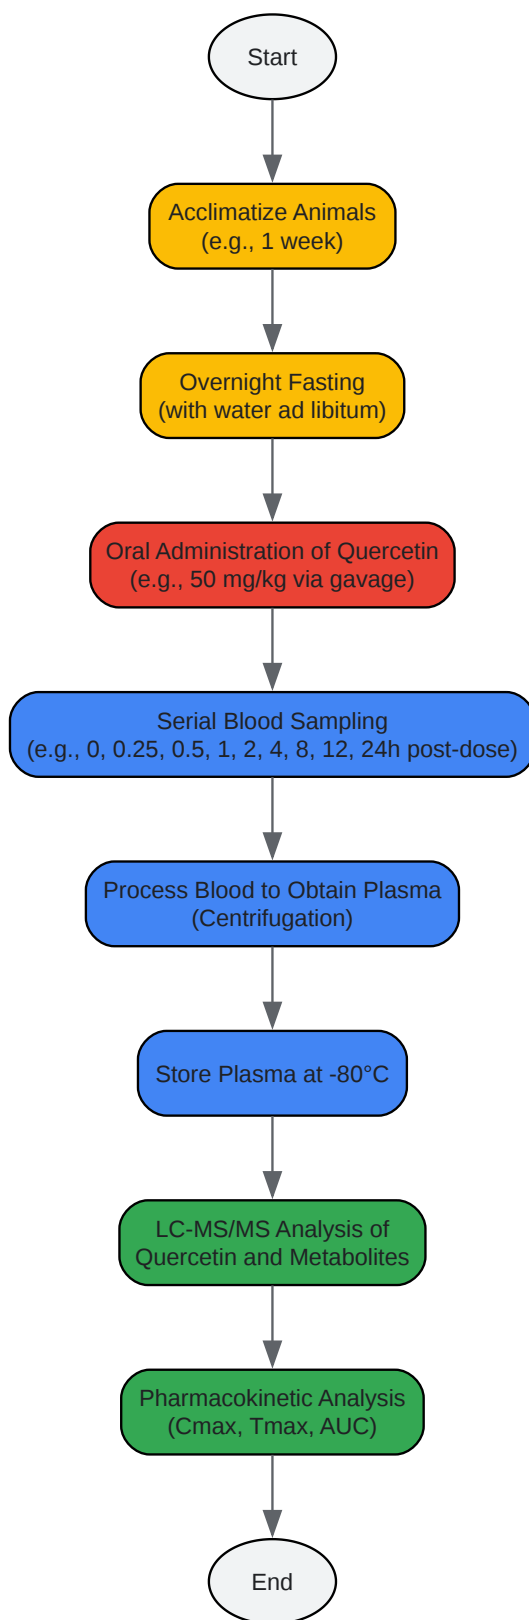 Start
Acclimatize Animals
(e.g., 1 week)
Overnight Fasting
(with water ad libitum)
Oral Administration of Quercetin
(e.g., 50 mg/kg via gavage)
Serial Blood Sampling
(e.g., 0, 0.25, 0.5, 1, 2, 4, 8, 12, 24h post-dose)
Process Blood to Obtain Plasma
(Centrifugation)
Store Plasma at -80°C
LC-MS/MS Analysis of
Quercetin and Metabolites
Pharmacokinetic Analysis
(Cmax, Tmax, AUC)
End